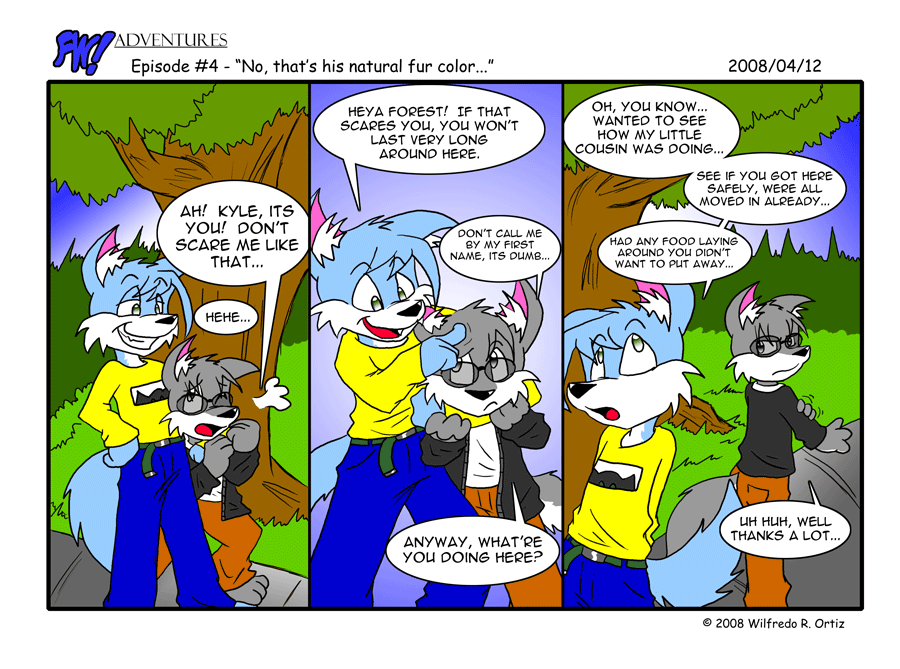 FW! ADVENTURES
Episode #4 - “No, that’s his natural fur color...”
2008/04/12
AH! KYLE, ITS
YOU! DON'T
SCARE ME LIKE
THAT...
HEHE...
HEYA FOREST! IF THAT
SCARES YOU, YOU WON'T
LAST VERY LONG
AROUND HERE.
DON'T CALL ME
BY MY FIRST
NAME, ITS DUMB...
ANYWAY, WHAT'RE
YOU DOING HERE?
OH, YOU KNOW...
WANTED TO SEE
HOW MY LITTLE
COUSIN WAS DOING...
SEE IF YOU GOT HERE
SAFELY, WERE ALL
MOVED IN ALREADY...
HAD ANY FOOD LAYING
AROUND YOU DIDN'T
WANT TO PUT AWAY...
UH HUH, WELL
THANKS A LOT...
© 2008 Wilfredo R. Ortiz